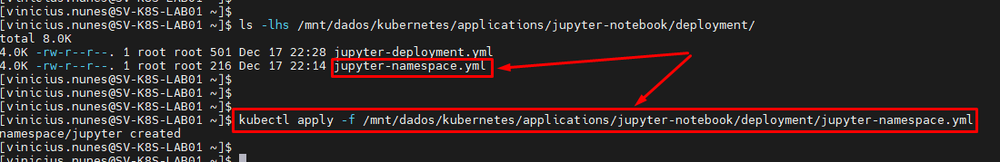 [vinicius.nunes@SV-K8S-LAB01 ~]$
[vinicius.nunes@SV-K8S-LAB01 ~]$ ls -lhs /mnt/dados/kubernetes/applications/jupyter-notebook/deployment/
total 8.0K
4.0K -rw-r--r--. 1 root root 501 Dec 17 22:28 jupyter-deployment.yml
4.0K -rw-r--r--. 1 root root 216 Dec 17 22:14 jupyter-namespace.yml
[vinicius.nunes@SV-K8S-LAB01 ~]$
[vinicius.nunes@SV-K8S-LAB01 ~]$
[vinicius.nunes@SV-K8S-LAB01 ~]$
[vinicius.nunes@SV-K8S-LAB01 ~]$ kubectl apply -f /mnt/dados/kubernetes/applications/jupyter-notebook/deployment/jupyter-namespace.yml
namespace/jupyter created
[vinicius.nunes@SV-K8S-LAB01 ~]$
[vinicius.nunes@SV-K8S-LAB01 ~]$